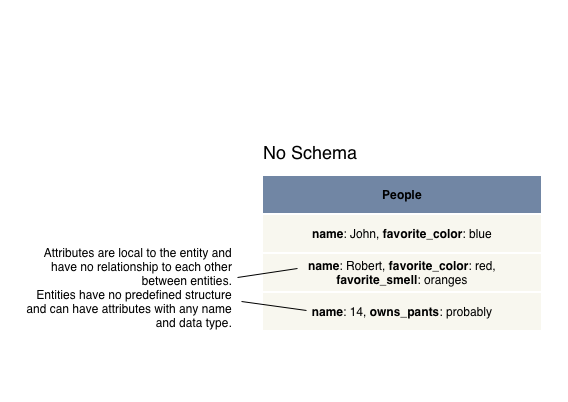 No Schema
People
name: John, favorite_color: blue
Attributes are local to the entity and
have no relationship to each other
between entities.
name: Robert, favorite_color: red,
favorite_smell: oranges
Entities have no predefined structure
and can have attributes with any name
and data type.
name: 14, owns_pants: probably